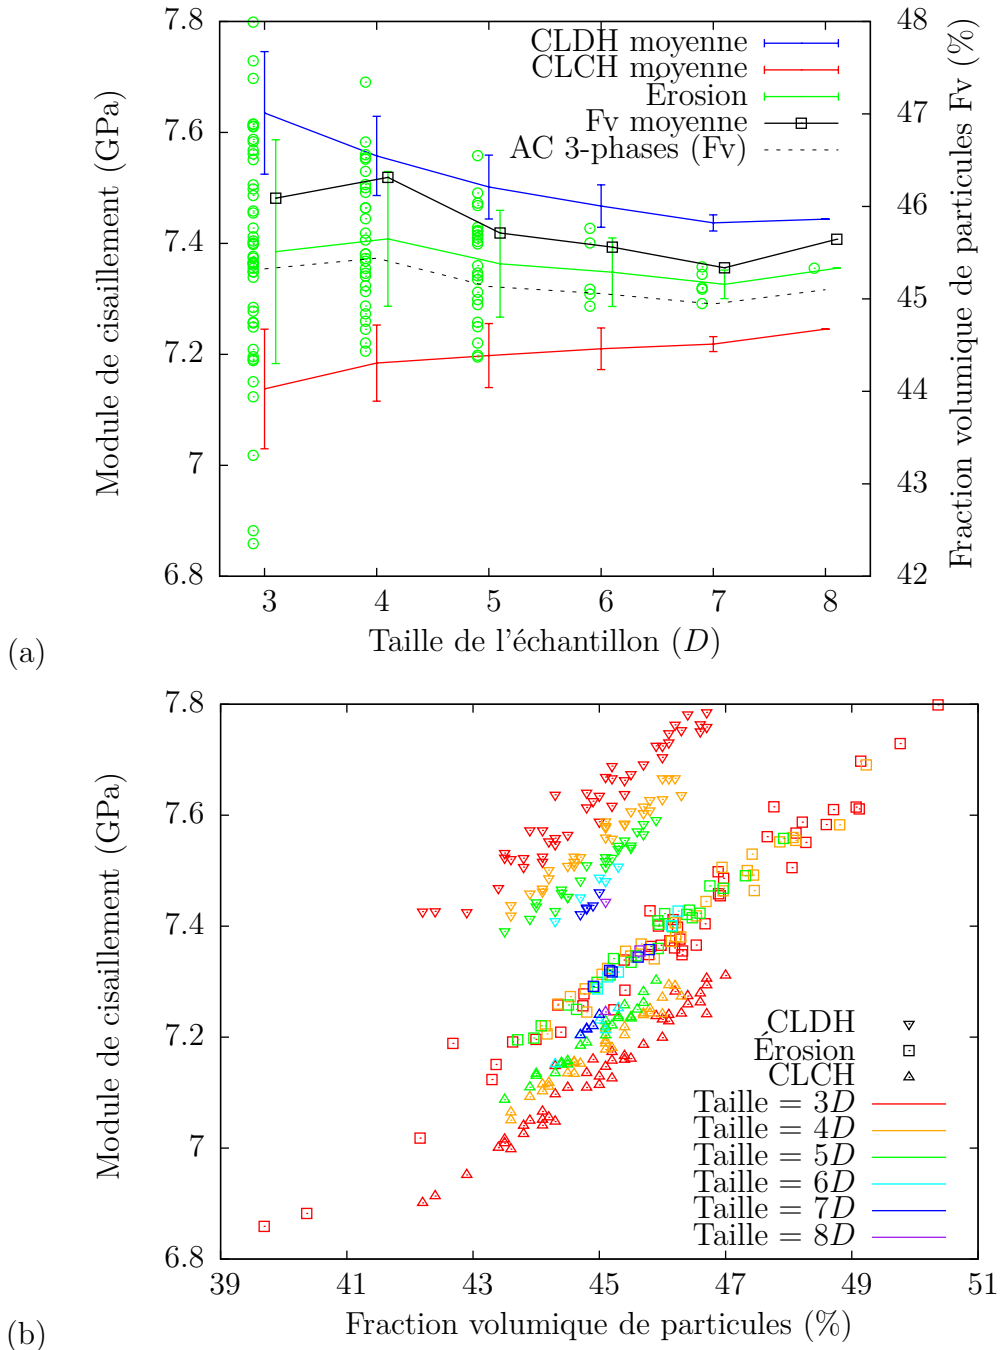 7.8
7.6
7.4
7.2
7
6.8
Module de cisaillement (GPa)
48
47
46
45
44
43
42
Fraction volumique de particules Fv (%)
CLDH moyenne
CLCH moyenne
Érosion
Fv moyenne
AC 3-phases (Fv)
3 4 5 6 7 8
Taille de l'échantillon (D)
(a)
7.8
7.6
7.4
7.2
7
6.8
Module de cisaillement (GPa)
CLDH
Érosion
CLCH
Taille = 3D
Taille = 4D
Taille = 5D
Taille = 6D
Taille = 7D
Taille = 8D
39 41 43 45 47 49 51
Fraction volumique de particules (%)
(b)